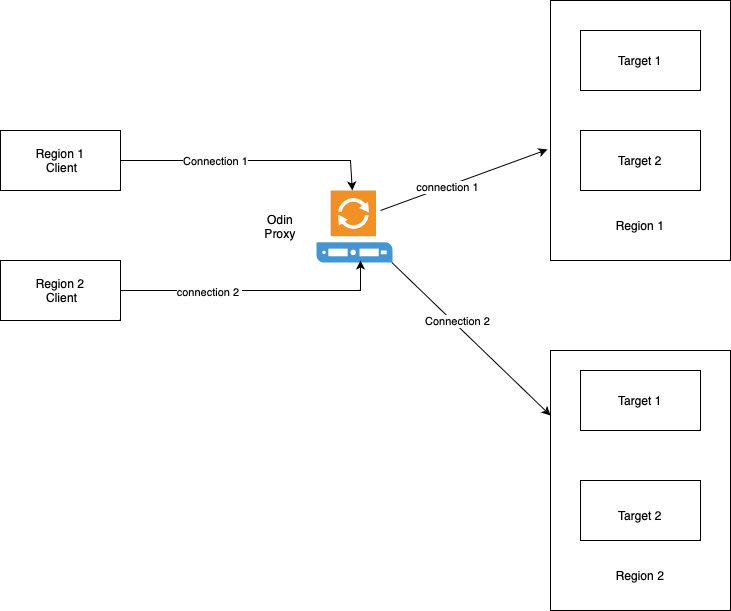 Target 1
Region 1
Client
Connection 1
Target 2
connection 1
Odin
Proxy
Region 1
Region 2
Client
connection 2
Connection 2
Target 1
Target 2
Region 2